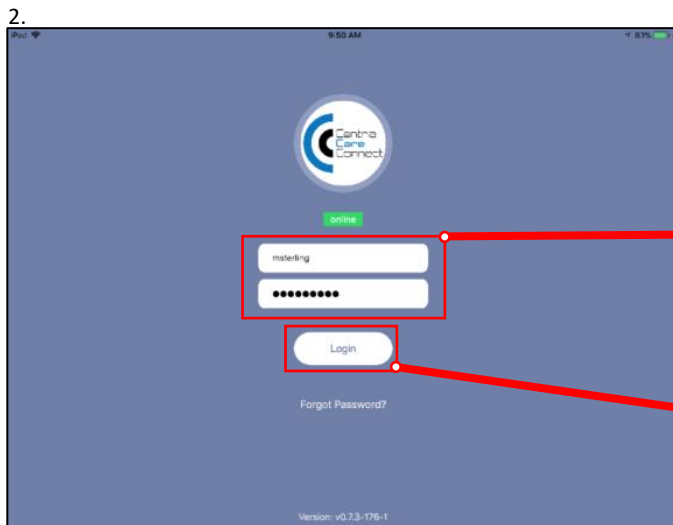 2.
iPad
9:50 AM
83%
Centra
Care
Connect
online
msterling
Login
Forgot Password?
Version: v0.7.3-176-1